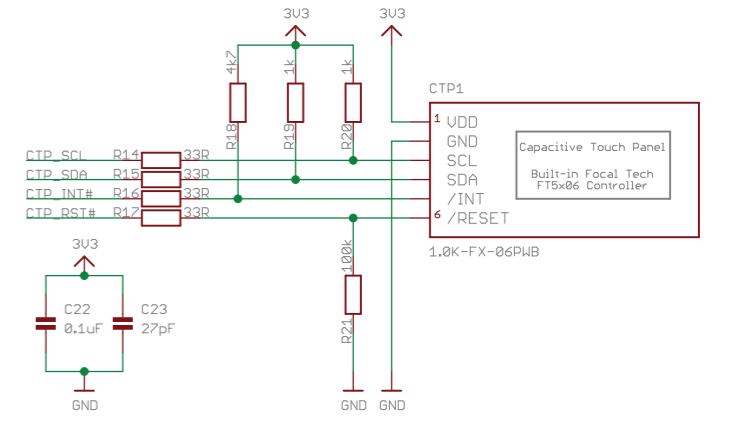 3V3
3V3
4k7
1k
1k
R18
R19
R20
CTP1
1 VDD
GND
SCL
SDA
/INT
6 /RESET
Capacitive Touch Panel
Built-in Focal Tech
FT5x06 Controller
1.0K-FX-06PWB
CTP_SCL R14 33R
CTP_SDA R15 33R
CTP_INT# R16 33R
CTP_RST# R17 33R
3V3
C22
0.1uF
C23
27pF
GND
100k
R21
GND
GND